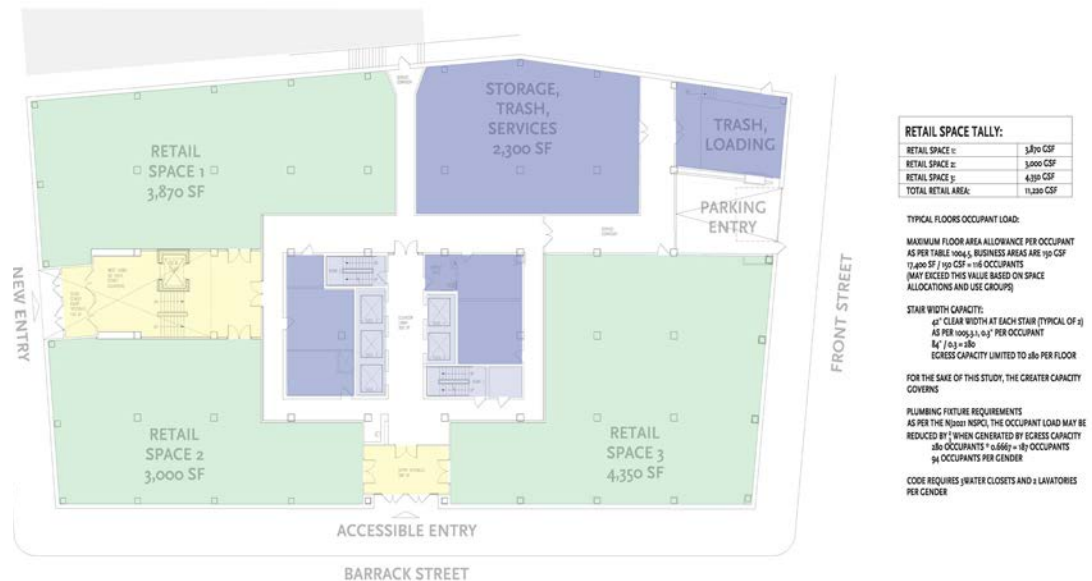 RETAIL
SPACE 1
3,870 SF
STORAGE,
TRASH,
SERVICES
2,300 SF
TRASH,
LOADING
PARKING
ENTRY
NEW ENTRY
FRONT STREET
RETAIL
SPACE 2
3,000 SF
RETAIL
SPACE 3
4,350 SF
ACCESSIBLE ENTRY
BARRACK STREET
RETAIL SPACE TALLY:
RETAIL SPACE 1: 3,870 GSF
RETAIL SPACE 2: 3,000 GSF
RETAIL SPACE 3: 4,350 GSF
TOTAL RETAIL AREA: 11,220 GSF
TYPICAL FLOORS OCCUPANT LOAD:
MAXIMUM FLOOR AREA ALLOWANCE PER OCCUPANT
AS PER TABLE 1004.5, BUSINESS AREAS ARE 150 GSF
17,400 SF / 150 GSF = 116 OCCUPANTS
(MAY EXCEED THIS VALUE BASED ON SPACE
ALLOCATIONS AND USE GROUPS)
STAIR WIDTH CAPACITY:
42" CLEAR WIDTH AT EACH STAIR (TYPICAL OF 2)
AS PER 1005.3.1, 0.3" PER OCCUPANT
84" / 0.3 = 280
EGRESS CAPACITY LIMITED TO 280 PER FLOOR
FOR THE SAKE OF THIS STUDY, THE GREATER CAPACITY
GOVERNS
PLUMBING FIXTURE REQUIREMENTS
AS PER THE NJ2021 NSPCI, THE OCCUPANT LOAD MAY BE
REDUCED BY WHEN GENERATED BY EGRESS CAPACITY
280 OCCUPANTS * 0.6667 = 187 OCCUPANTS
94 OCCUPANTS PER GENDER
CODE REQUIRES 3WATER CLOSETS AND 2 LAVATORIES
PER GENDER